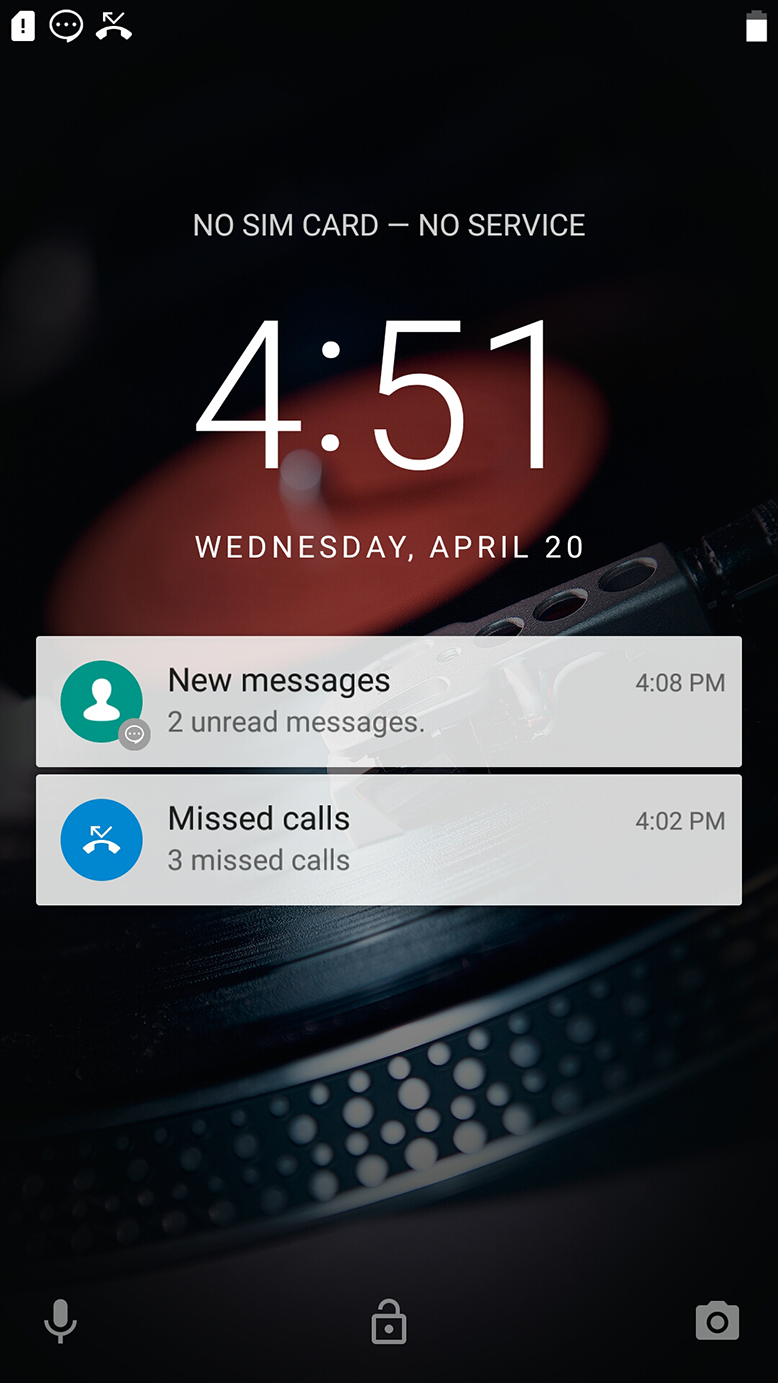 NO SIM CARD — NO SERVICE
4:51
WEDNESDAY, APRIL 20
New messages
4:08 PM
2 unread messages.
Missed calls
4:02 PM
3 missed calls